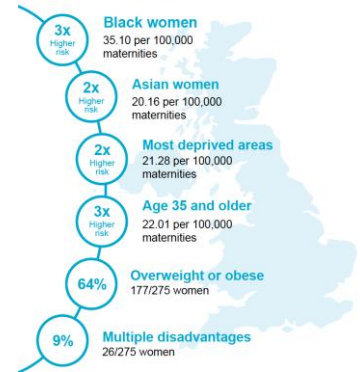 3x
Higher
risk
Black women
35.10 per 100,000
maternities
2x
Higher
risk
Asian women
20.16 per 100,000
maternities
2x
Higher
risk
Most deprived areas
21.28 per 100,000
maternities
3x
Higher
risk
Age 35 and older
22.01 per 100,000
maternities
64%
Overweight or obese
177/275 women
9%
Multiple disadvantages
26/275 women